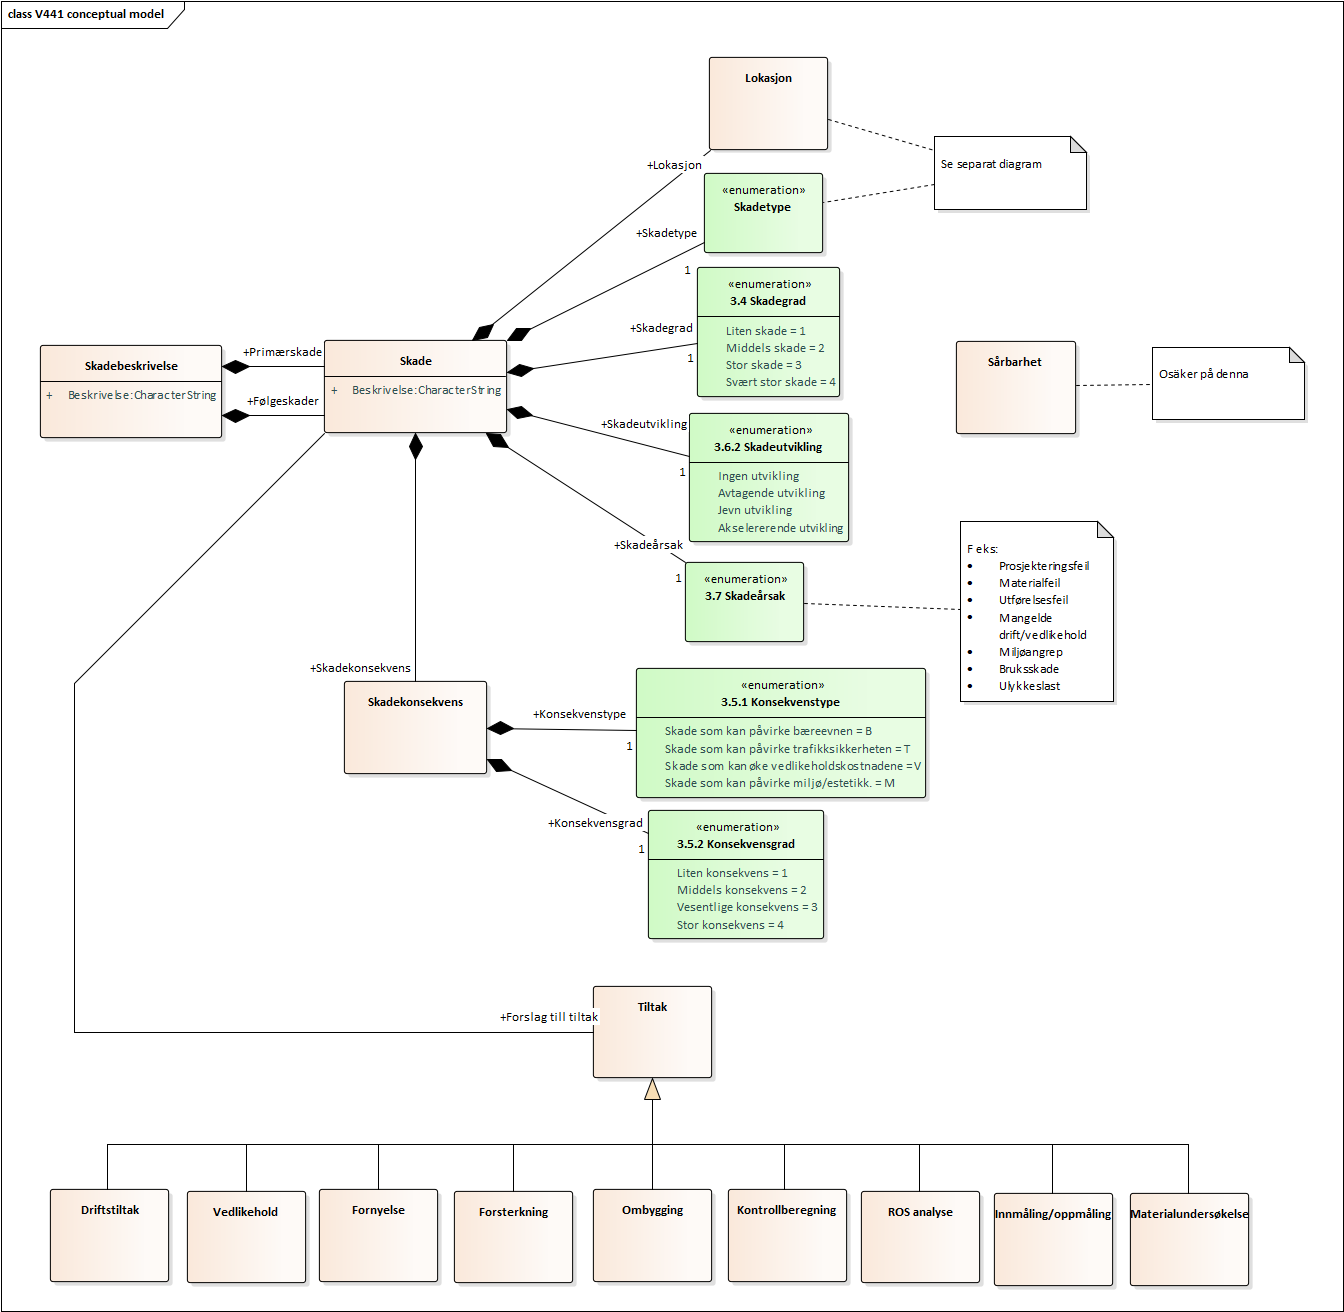 class V441 conceptual model
Lokasjon
+Lokasjon
Se separat diagram
«enumeration»
Skadetype
+Skadetype
1
«enumeration»
3.4 Skadegrad
Liten skade = 1
Middels skade = 2
Stor skade = 3
Svært stor skade = 4
+Skadegrad
1
Skadebeskrivelse
+ Beskrivelse:CharacterString
+Primærskade
+Følgeskader
Skade
+ Beskrivelse:CharacterString
Sårbarhet
Osäker på denna
+Skadeutvikling
1
«enumeration»
3.6.2 Skadeutvikling
Ingen utvikling
Avtagende utvikling
Jevn utvikling
Akselererende utvikling
+Skadeårsak
1
«enumeration»
3.7 Skadeårsak
F eks:
• Prosjekteringsfeil
• Materialfeil
• Utførelsesfeil
• Mangelde
drift/vedlikehold
• Miljøangrep
• Bruksskade
• Ulykkeslast
+Skadekonsekvens
Skadekonsekvens
+Konsekvenstype
1
«enumeration»
3.5.1 Konsekvenstype
Skade som kan påvirke bæreevnen = B
Skade som kan påvirke trafikksikkerheten = T
Skade som kan øke vedlikeholdskostnadene = V
Skade som kan påvirke miljø/estetikk. = M
+Konsekvensgrad
1
«enumeration»
3.5.2 Konsekvensgrad
Liten konsekvens = 1
Middels konsekvens = 2
Vesentlige konsekvens = 3
Stor konsekvens = 4
+Forslag till tiltak
Tiltak
Driftstiltak
Vedlikehold
Fornyelse
Forsterkning
Ombygging
Kontrollberegning
ROS analyse
Innmåling/oppmåling
Materialundersøkelse